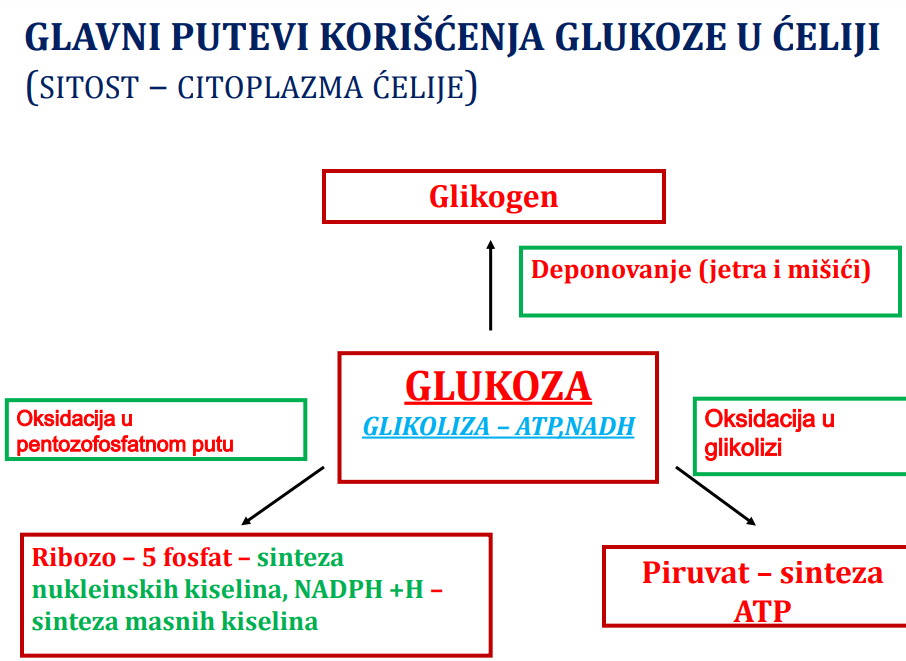 GLAVNI PUTEVI KORIŠĆENJA GLUKOZE U ĆELIJI
(SITOST – CITOPLAZMA ĆELIJE)
Glikogen
Deponovanje (jetra i mišići)
GLUKOZA
GLIKOLIZA – ATP,NADH
Oksidacija u
pentozofosfatnom putu
Oksidacija u
glikolizi
Ribozo – 5 fosfat – sinteza
nukleinskih kiselina, NADPH +H –
sinteza masnih kiselina
Piruvat – sinteza
ATP